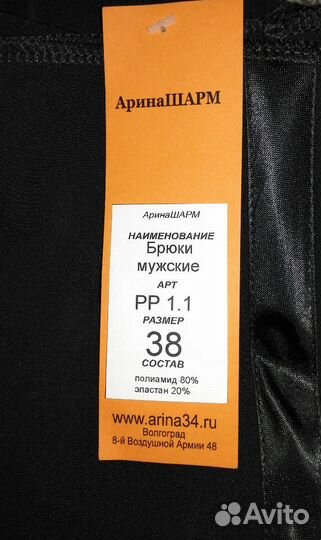 АринаШАРМ
АринаШАРМ
НАИМЕНОВАНИЕ
Брюки
мужские
АРТ
РР 1.1
РАЗМЕР
38
СОСТАВ
полиамид 80%
эластан 20%
www.arina34.ru
Волгоград
8-й Воздушной Армии 48
Avito